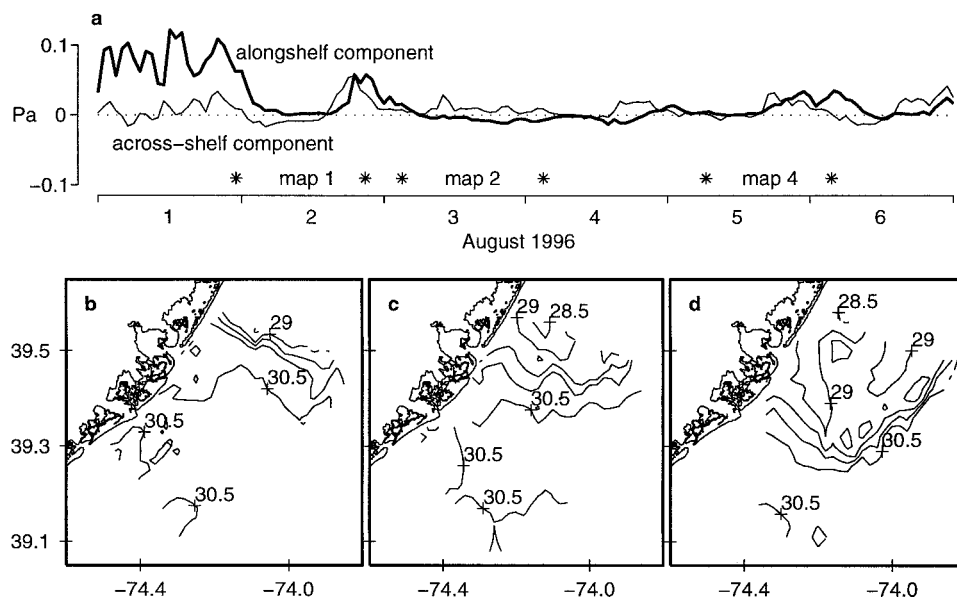 a
0.1
alongshelf component
Pa 0
across−shelf component
−0.1
* map 1 * * map 2 * * map 4 *
1 2 3 4 5 6
August 1996
b c d
29 29 28.5 28.5 29
39.5
30.5 30.5 29
39.3
30.5 30.5 30.5
30.5 30.5 30.5
39.1
−74.4 −74.0 −74.4 −74.0 −74.4 −74.0